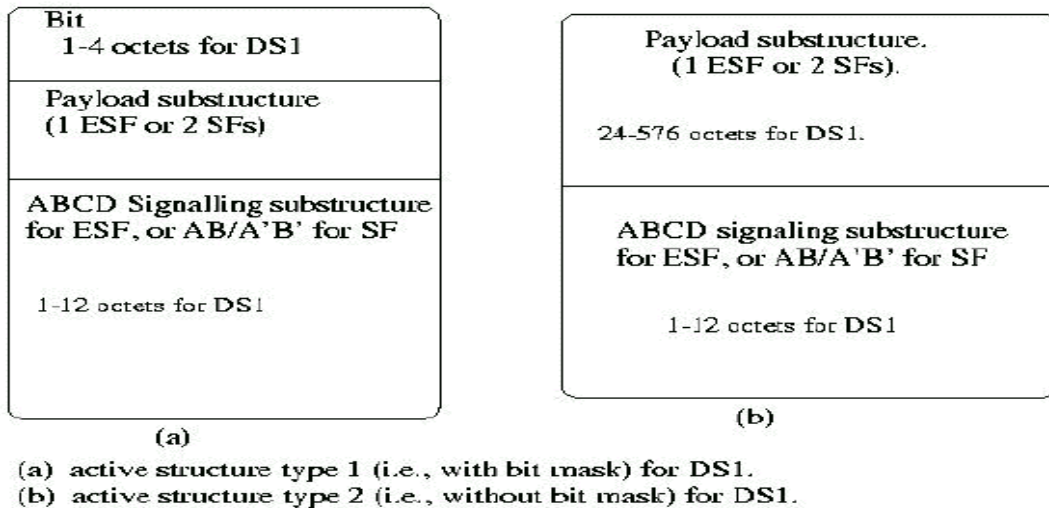 Bit
1-4 octets for DS1
Payload substructure
(1 ESF or 2 SFs)
ABCD Signalling substructure
for ESF, or AB/A'B' for SF
1-12 octets for DS1
(a)
Payload substructure.
(1 ESF or 2 SFs).
24-576 octets for DS1.
ABCD signaling substructure
for ESF, or AB/A'B' for SF
1-12 octets for DS1
(b)
(a) active structure type 1 (i.e., with bit mask) for DS1.
(b) active structure type 2 (i.e., without bit mask) for DS1.